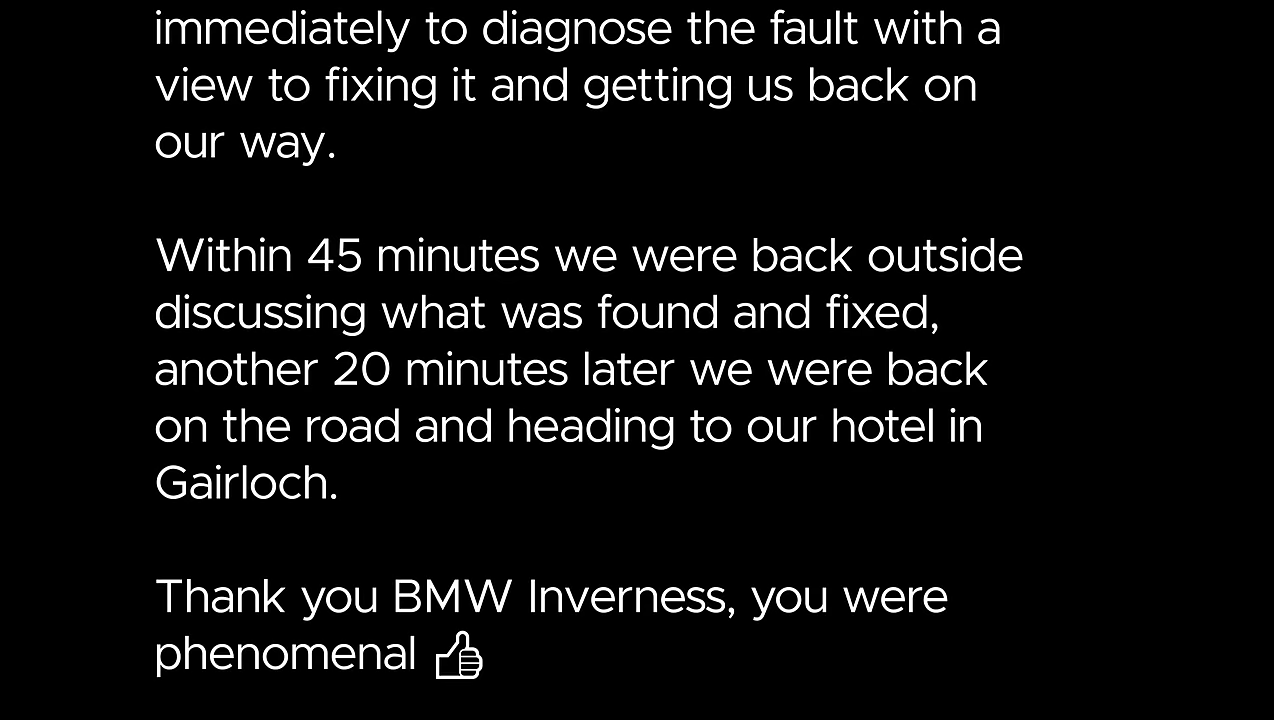 immediately to diagnose the fault with a
view to fixing it and getting us back on
our way.
Within 45 minutes we were back outside
discussing what was found and fixed,
another 20 minutes later we were back
on the road and heading to our hotel in
Gairloch.
Thank you BMW Inverness, you were
phenomenal 👍